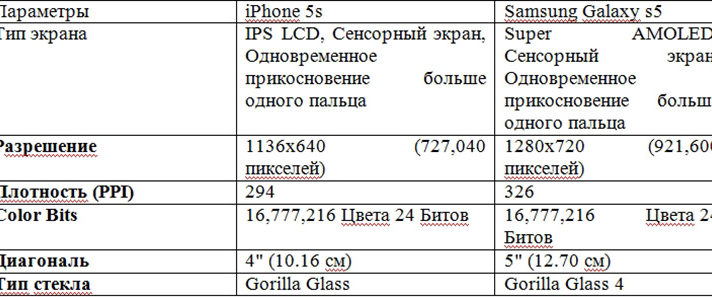 Параметры iPhone 5s Samsung Galaxy s5
Тип экрана IPS LCD, Сенсорный экран, Super AMOLED
Одновременное Сенсорный экран
прикосновение больше Одновременное
одного пальца прикосновение больш
одного пальца
Разрешение 1136x640 (727,040 1280x720 (921,600
пикселей) пикселей)
Плотность (PPI) 294 326
Color Bits 16,777,216 Цвета 24 Битов 16,777,216 Цвета 24
Битов
Диагональ 4" (10.16 см) 5" (12.70 см)
Тип стекла Gorilla Glass Gorilla Glass 4